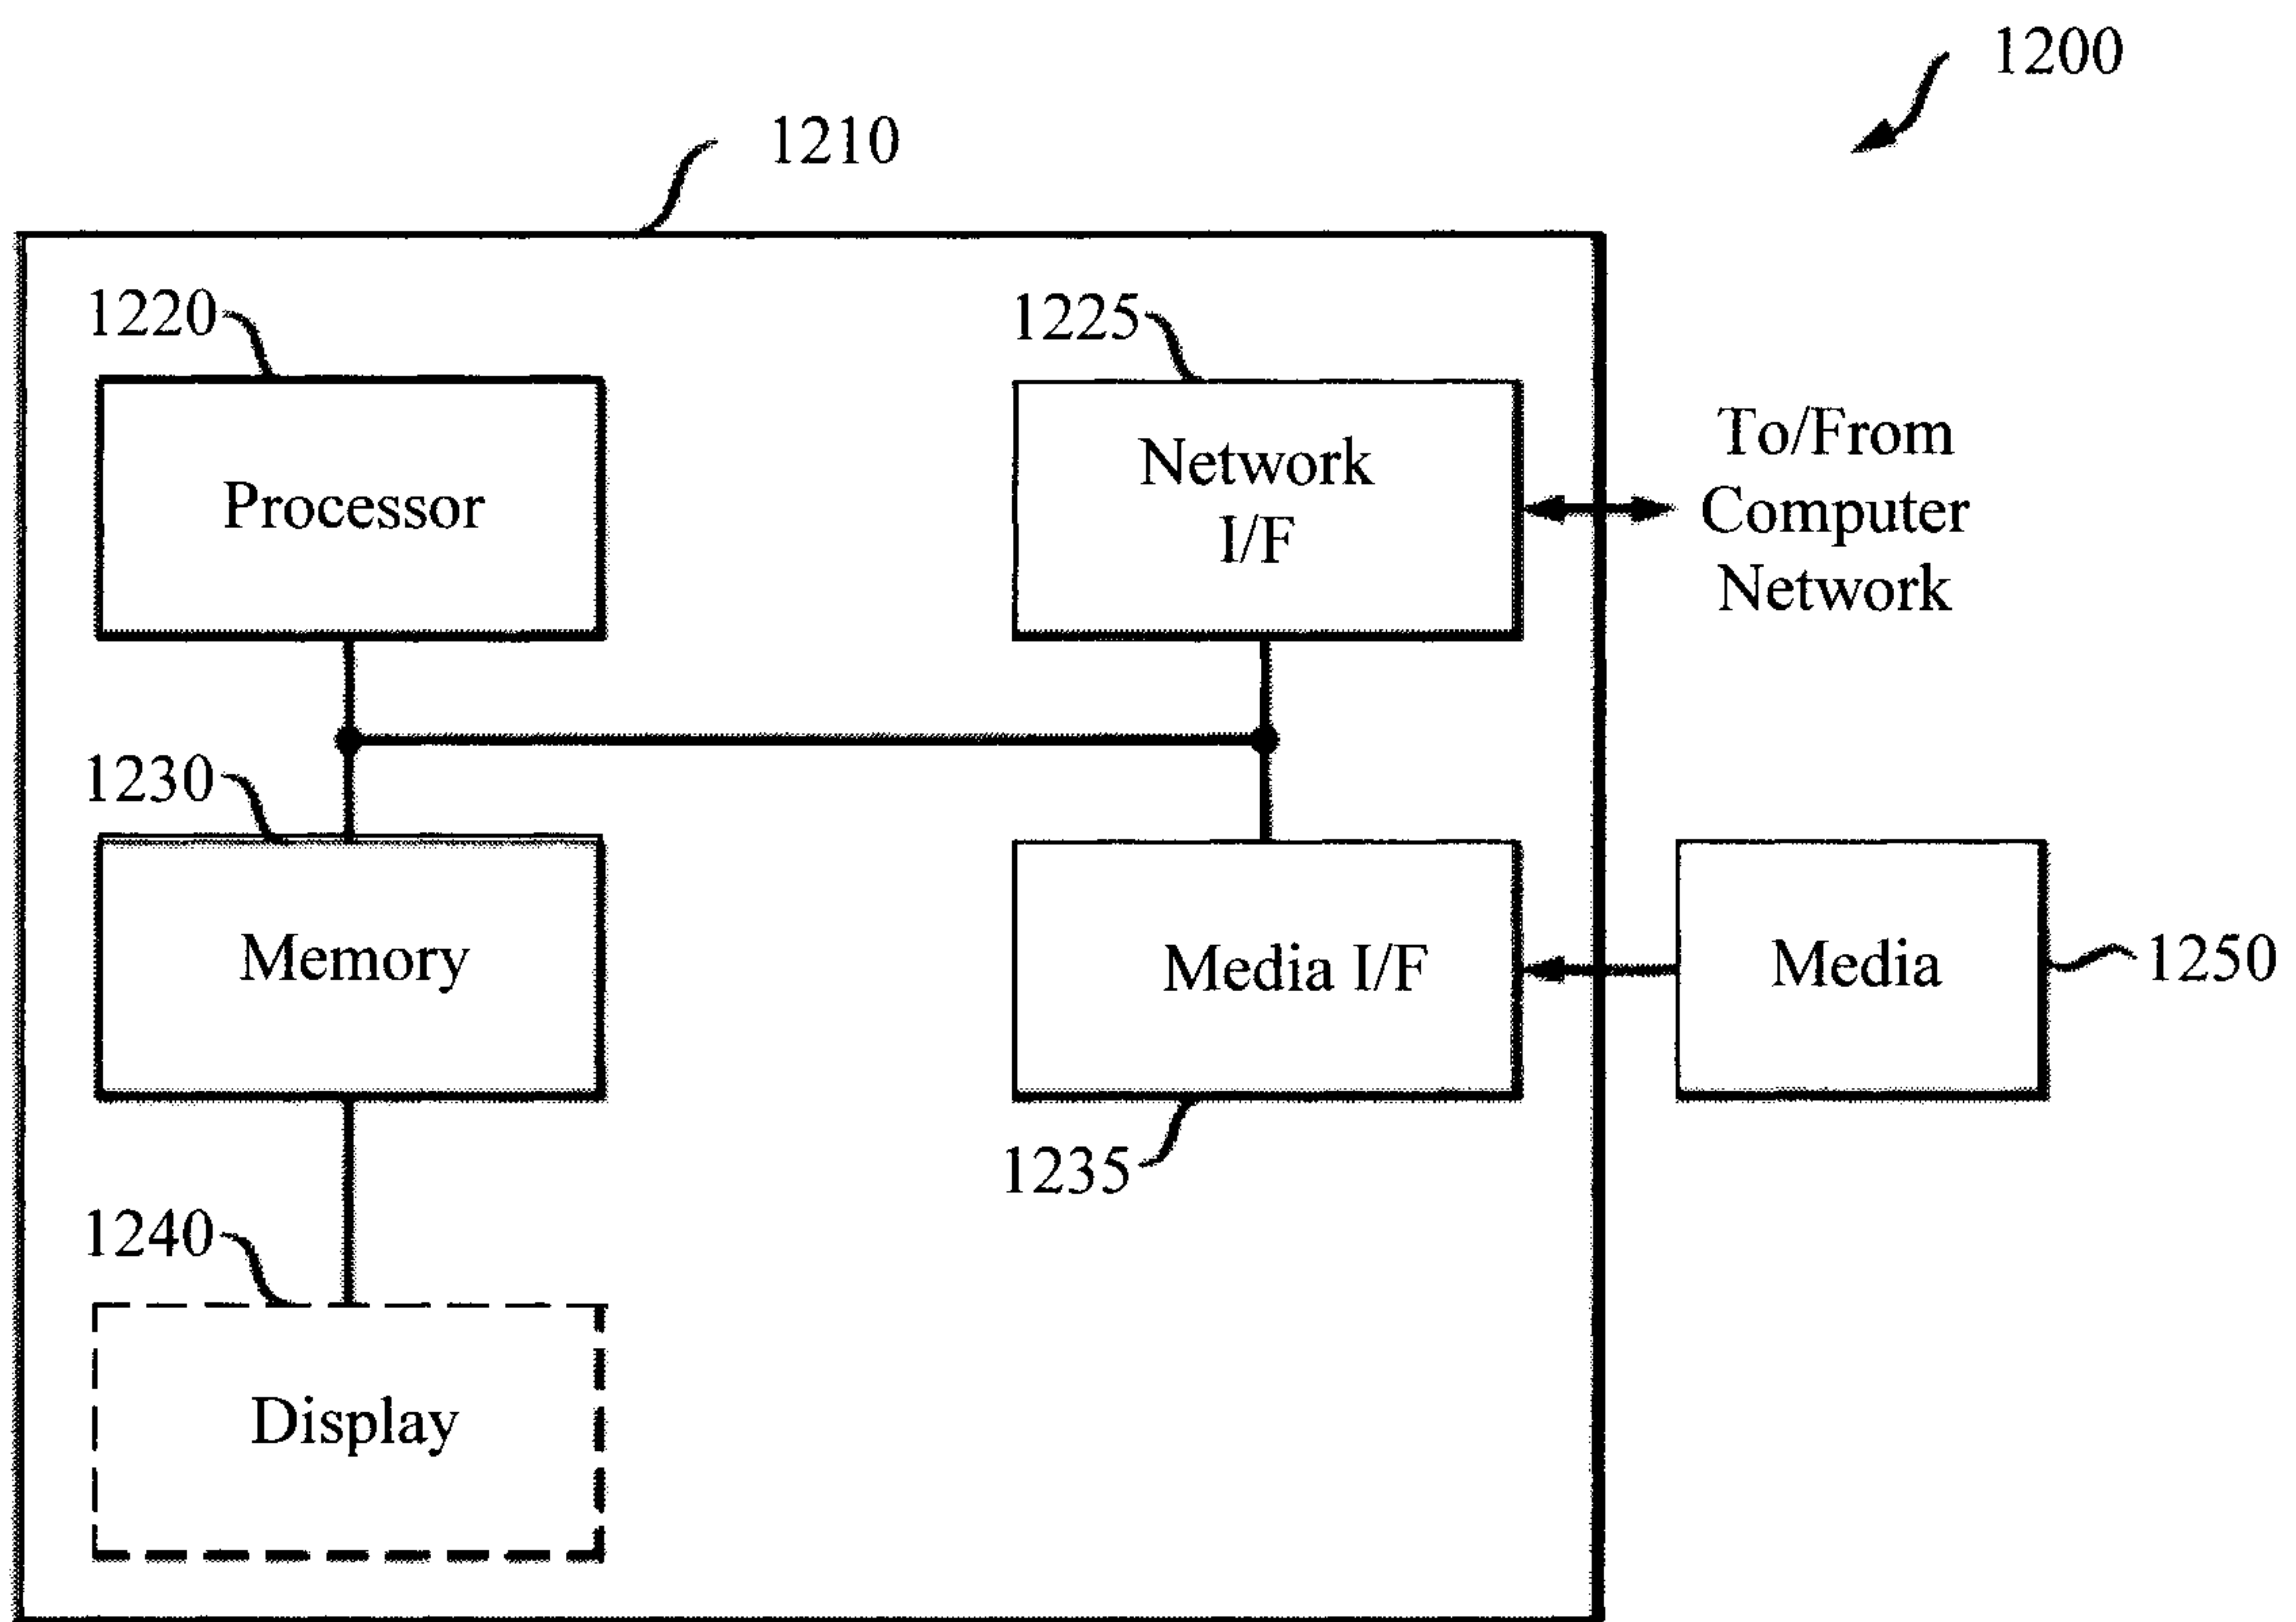 1200
1210
1220
1225
Processor
Network
I/F
To/From
Computer
Network
1230
Memory
Media I/F
Media
1250
1235
1240
Display